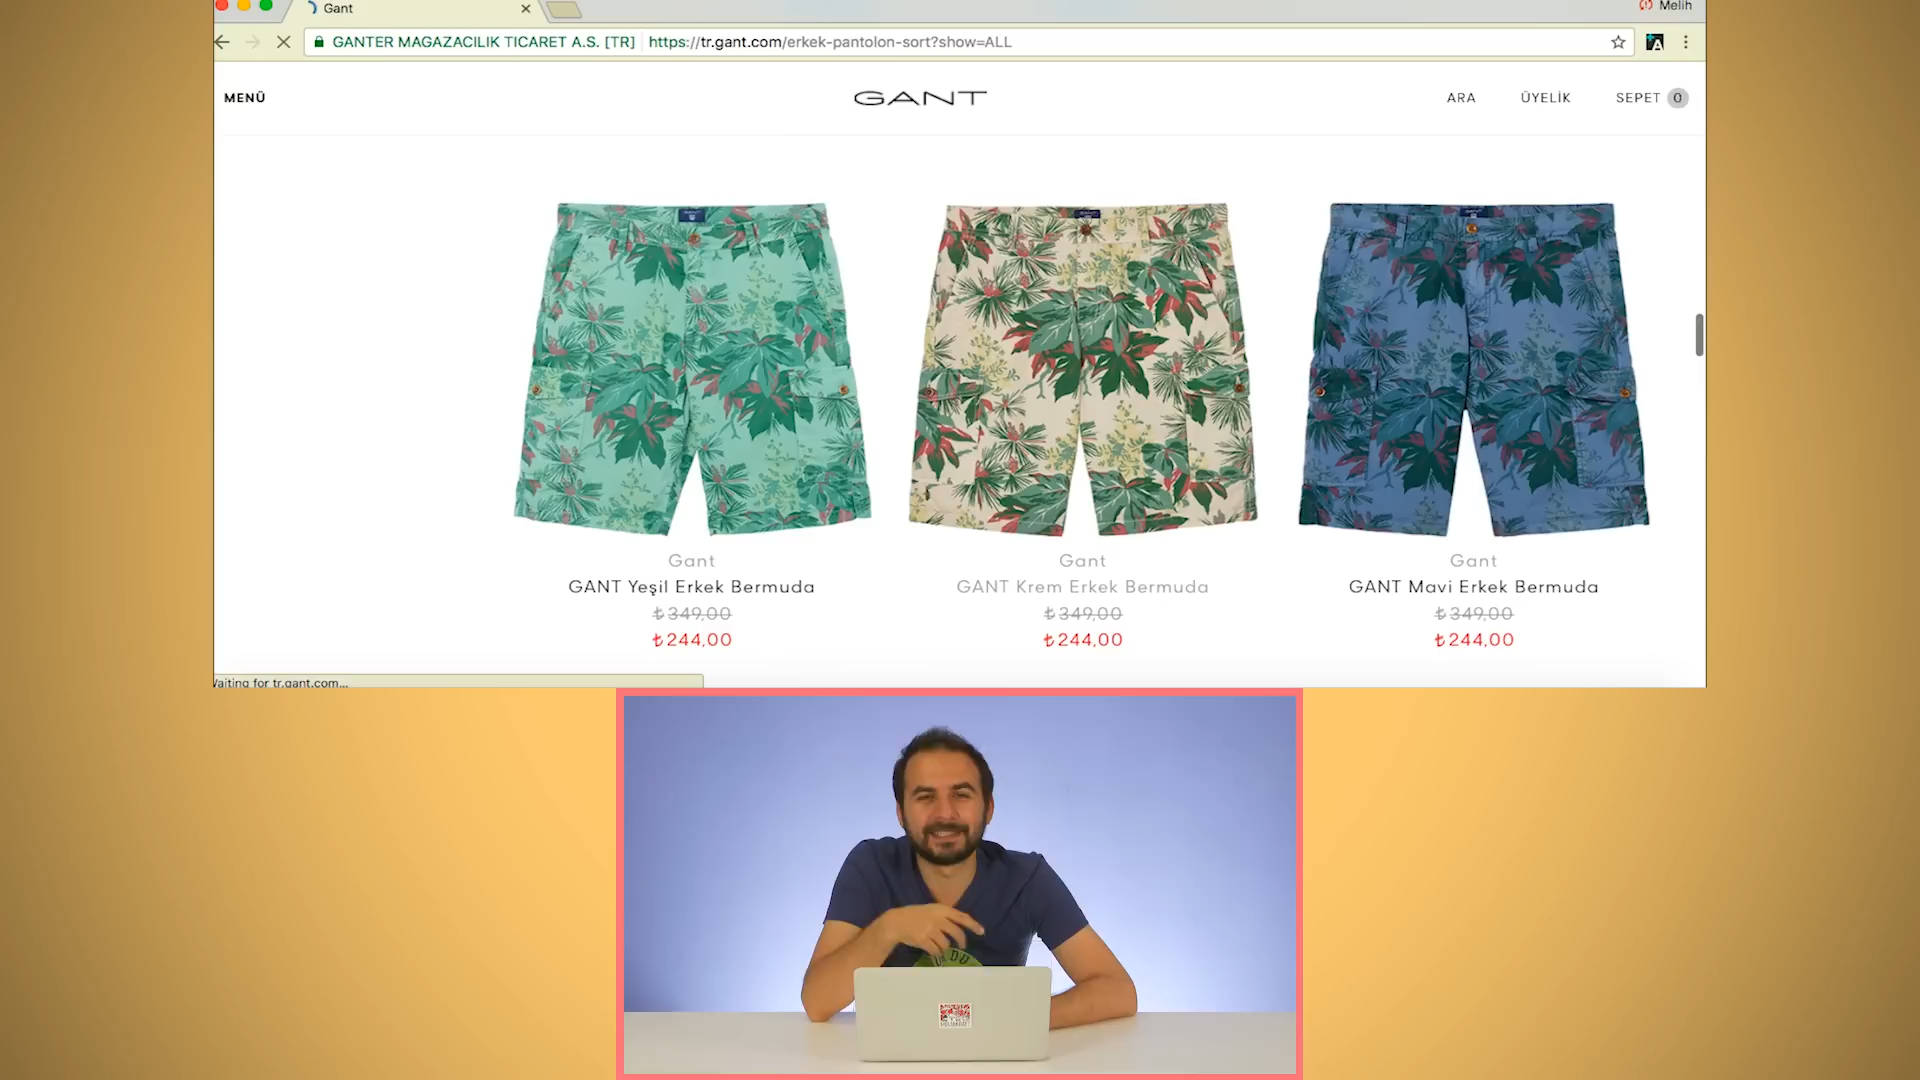 Gant
Melih
GANTER MAGAZACILIK TICARET A.S. [TR]
https://tr.gant.com/erkek-pantolon-sort?show=ALL
MENÜ
GANT
ARA
ÜYELİK
SEPET 0
Gant
GANT Yeşil Erkek Bermuda
₺349,00
₺244,00
Gant
GANT Krem Erkek Bermuda
₺349,00
₺244,00
Gant
GANT Mavi Erkek Bermuda
₺349,00
₺244,00
Waiting for tr.gant.com...
DU